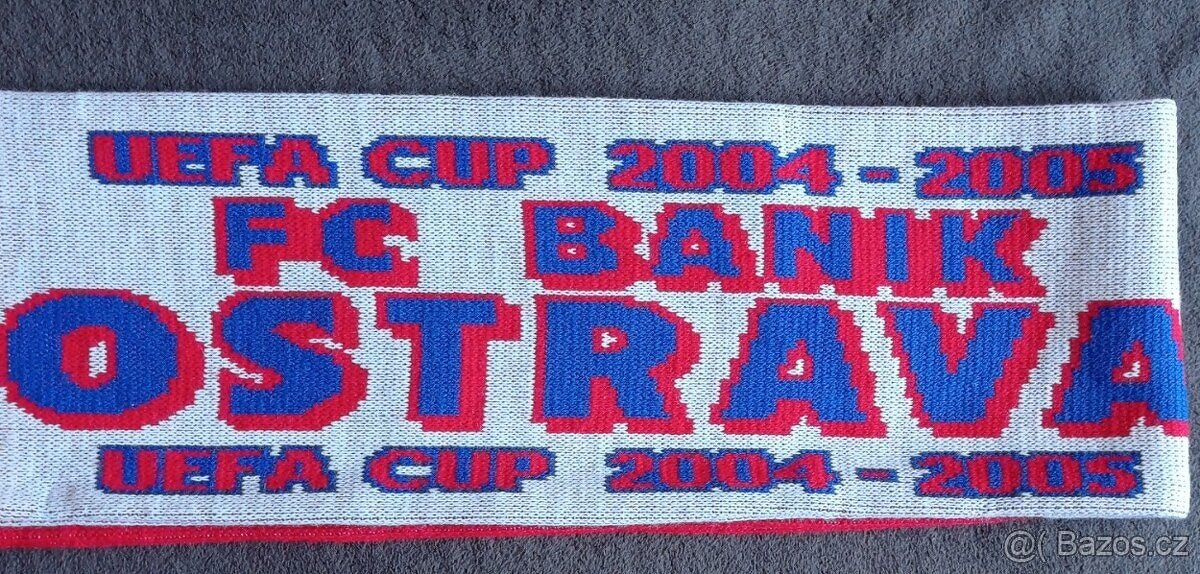 UEFA CUP 2004 - 2005
FC BANIK
OSTRAVA
UEFA CUP 2004 - 2005
@( Bazos.cz